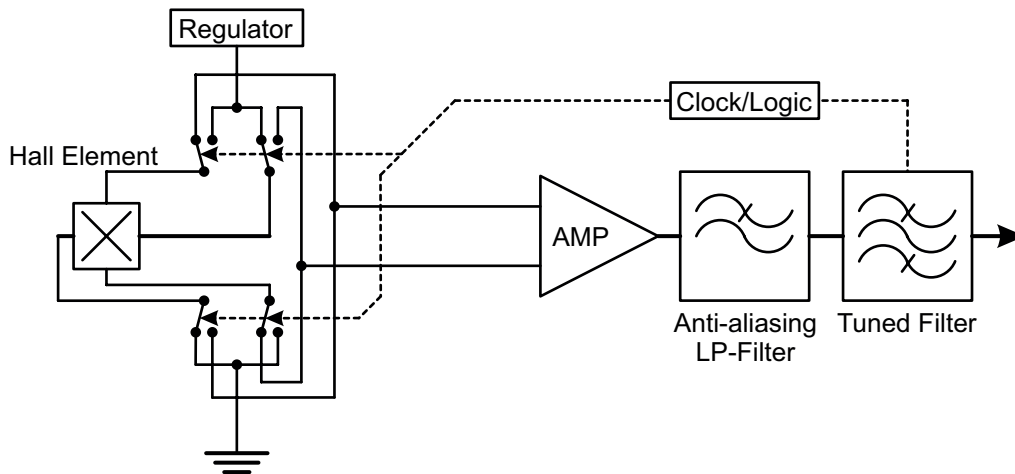 Regulator
Clock/Logic
Hall Element
AMP
Anti-aliasing
LP-Filter
Tuned Filter